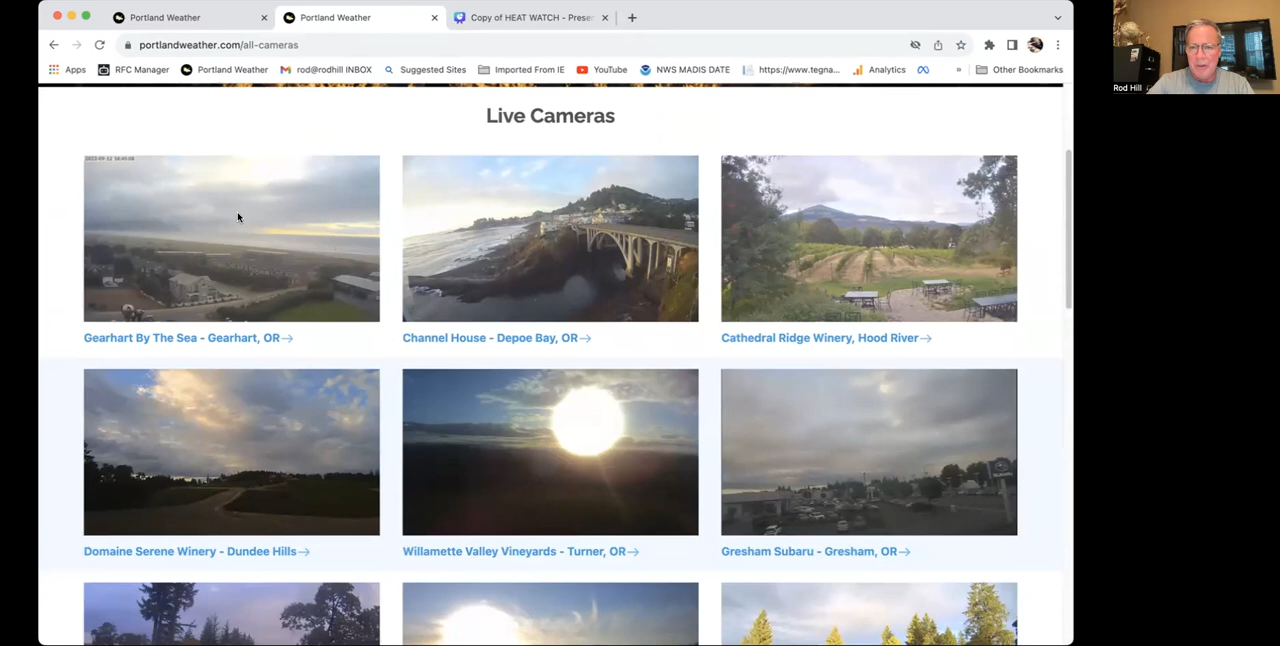 Portland Weather
Portland Weather
Copy of HEAT WATCH - Presen
portlandweather.com/all-cameras
Apps
RFC Manager
Portland Weather
rod@rodhill INBOX
Suggested Sites
Imported From IE
YouTube
NWS MADIS DATE
https://www.tegna...
Analytics
»
Other Bookmarks
Rod Hill
Live Cameras
Gearhart By The Sea - Gearhart, OR→
Channel House - Depoe Bay, OR→
Cathedral Ridge Winery, Hood River→
Domaine Serene Winery - Dundee Hills→
Willamette Valley Vineyards - Turner, OR→
Gresham Subaru - Gresham, OR→